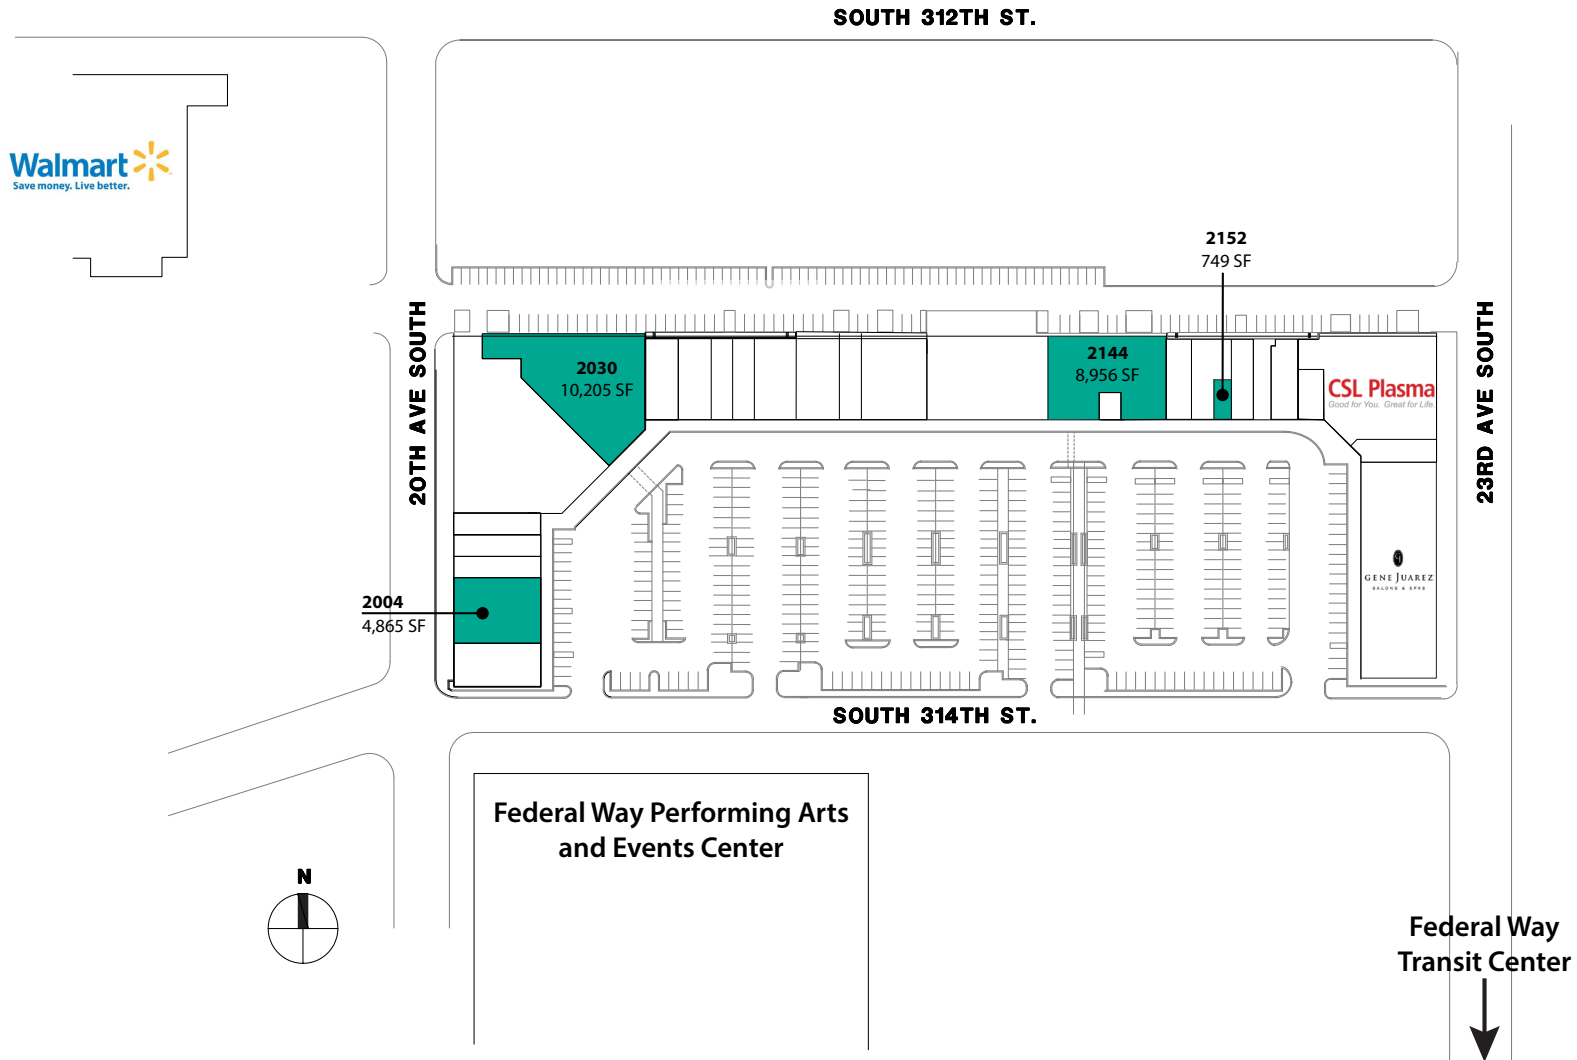 SOUTH 312TH ST.
Walmart
Save money. Live better.
2152
749 SF
20TH AVE SOUTH
2030
10,205 SF
2144
8,956 SF
CSL Plasma
Good for You. Great for Life.
23RD AVE SOUTH
GENE JUAREZ
SALONS & SPAS
2004
4,865 SF
SOUTH 314TH ST.
Federal Way Performing Arts
and Events Center
N
Federal Way
Transit Center